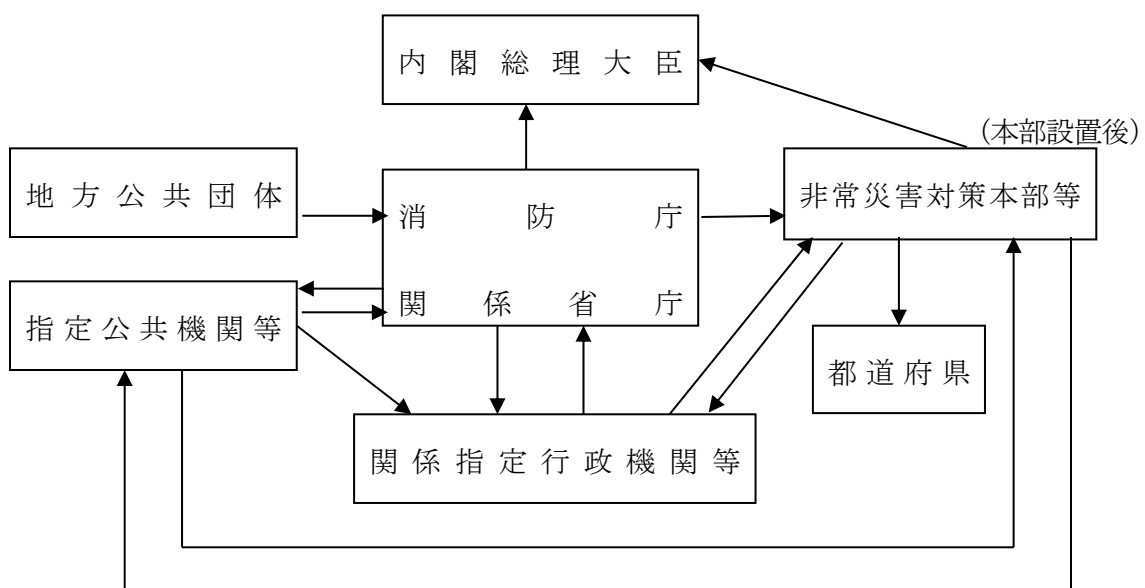 内閣総理大臣
(本部設置後)
地方公共団体
消防庁
非常災害対策本部等
指定公共機関等
関係省庁
都道府県
関係指定行政機関等